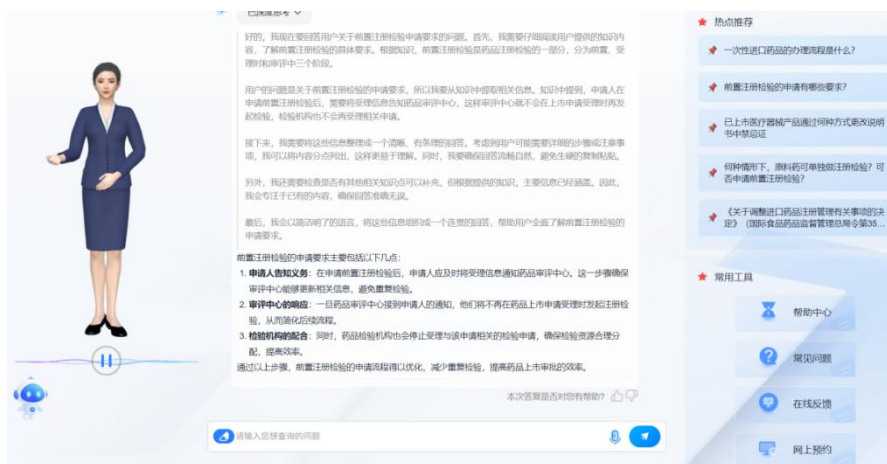 已深度思考
好的，我现在要回答用户关于前置注册检验申请要求的问题。首先，我需要仔细阅读用户提供的知识内
容，了解前置注册检验的具体要求。根据知识，前置注册检验是药品注册检验的一部分，分为前置、受
理时和审评中三个阶段。
用户的问题是关于前置注册检验的申请要求，所以我要从知识中提取相关信息。知识中提到，申请人在
申请前置注册检验后，需要将受理信息告知药品审评中心，这样审评中心就不会在上市申请受理时再发
起检验，检验机构也不会再受理相关申请。
接下来，我需要将这些信息整理成一个清晰、有条理的回答。考虑到用户可能需要详细的步骤或注意事
项，我可以将内容分点列出，这样更易于理解。同时，我要确保回答流畅自然，避免生硬的复制粘贴。
另外，我还需要检查是否有其他相关知识点可以补充，但根据提供的知识，主要信息已经涵盖。因此，
我会专注于已有的内容，确保回答准确无误。
最后，我会以简洁明了的语言，将这些信息组织成一个连贯的回答，帮助用户全面了解前置注册检验的
申请要求。
前置注册检验的申请要求主要包括以下几点：
1. 申请人告知义务：在申请前置注册检验后，申请人应及时将受理信息通知药品审评中心。这一步骤确保
审评中心能够更新相关信息，避免重复检验。
2. 审评中心的响应：一旦药品审评中心接到申请人的通知，他们将不再在药品上市申请受理时发起注册检
验，从而简化后续流程。
3. 检验机构的配合：同时，药品检验机构也会停止受理与该申请相关的检验申请，确保检验资源合理分
配，提高效率。
通过以上步骤，前置注册检验的申请流程得以优化，减少重复检验，提高药品上市审批的效率。
本次答复是否对您有帮助?
请输入您想查询的问题
热点推荐
一次性进口药品的办理流程是什么?
前置注册检验的申请有哪些要求?
已上市医疗器械产品通过何种方式更改说明
书中禁忌证
何种情形下，原料药可单独做注册检验? 可
否申请前置注册检验?
《关于调整进口药品注册管理有关事项的决
定》（国际食品药品监督管理总局令第35...
常用工具
帮助中心
常见问题
在线反馈
网上预约